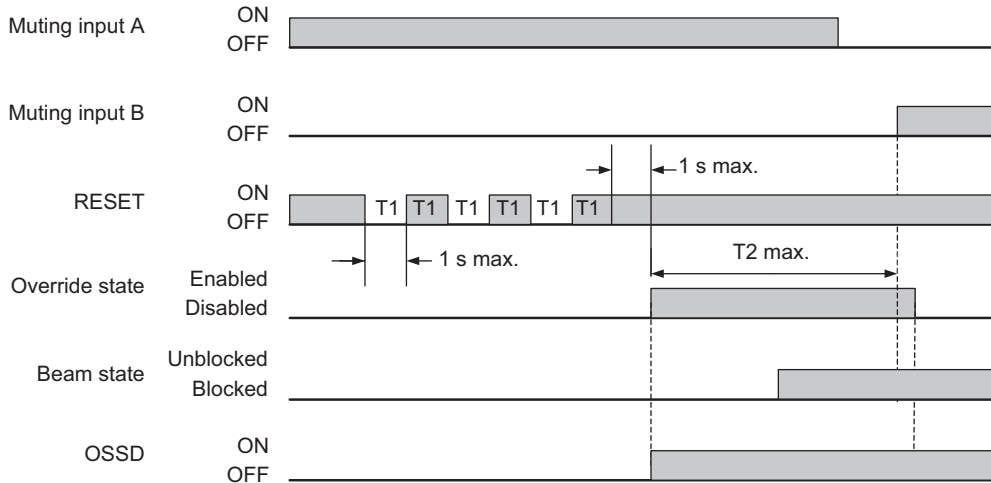 Muting input A
ON
OFF
Muting input B
ON
OFF
1 s max.
RESET
ON
OFF
T1 T1 T1 T1 T1 T1
1 s max.
T2 max.
Override state
Enabled
Disabled
Beam state
Unblocked
Blocked
OSSD
ON
OFF